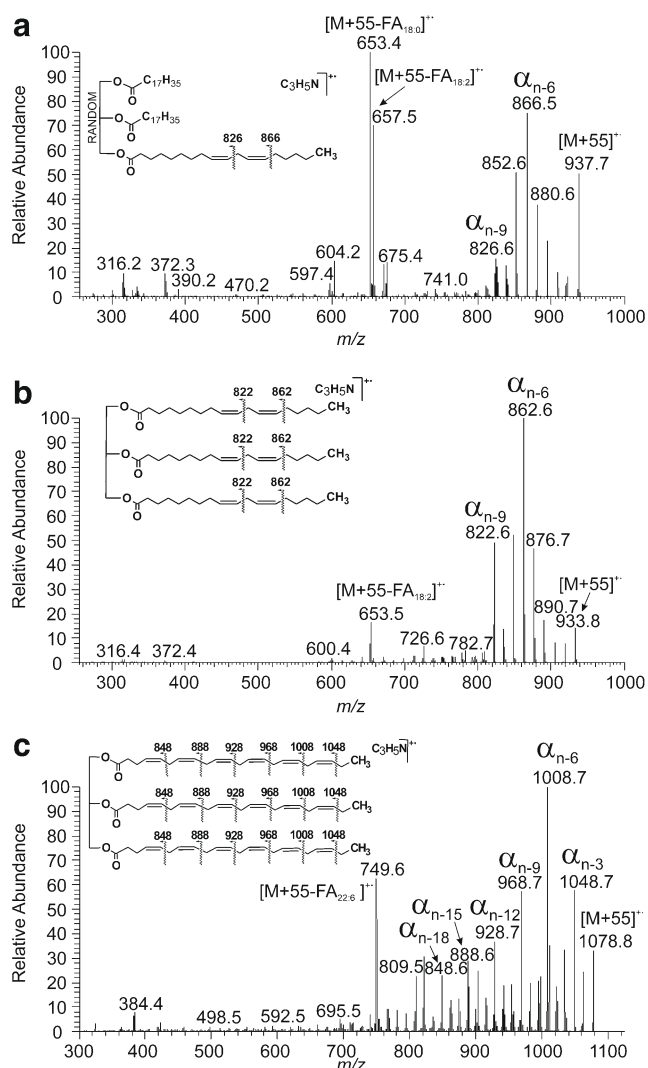 a
[M+55-FA18:0]+·
653.4
C17H35
C3H5N]+·
[M+55-FA18:2]+·
657.5
αn-6
866.5
[M+55]+·
937.7
852.6
880.6
αn-9
826.6
RANDOM
O
O
C17H35
O
O
826 866
O
O
CH3
316.2
372.3
390.2
470.2
597.4
604.2
675.4
741.0
Relative Abundance
100
90
80
70
60
50
40
30
20
10
0
300 400 500 600 700 800 900 1000
m/z
b
C3H5N]+·
822 862
O
O
CH3
822 862
O
O
CH3
822 862
O
O
CH3
αn-6
862.6
αn-9
822.6
876.7
[M+55-FA18:2]+·
653.5
890.7
[M+55]+·
933.8
316.4
372.4
600.4
726.6
782.7
Relative Abundance
100
90
80
70
60
50
40
30
20
10
0
300 400 500 600 700 800 900 1000
m/z
c
848 888 928 968 1008 1048
C3H5N]+·
O
O
CH3
848 888 928 968 1008 1048
O
O
CH3
848 888 928 968 1008 1048
O
O
CH3
αn-6
1008.7
749.6
[M+55-FA22:6]+·
αn-9
968.7
αn-3
1048.7
αn-15
888.6
αn-12
928.7
αn-18
848.6
[M+55]+·
1078.8
809.5
384.4
498.5
592.5
695.5
Relative Abundance
100
90
80
70
60
50
40
30
20
10
0
300 400 500 600 700 800 900 1000 1100
m/z